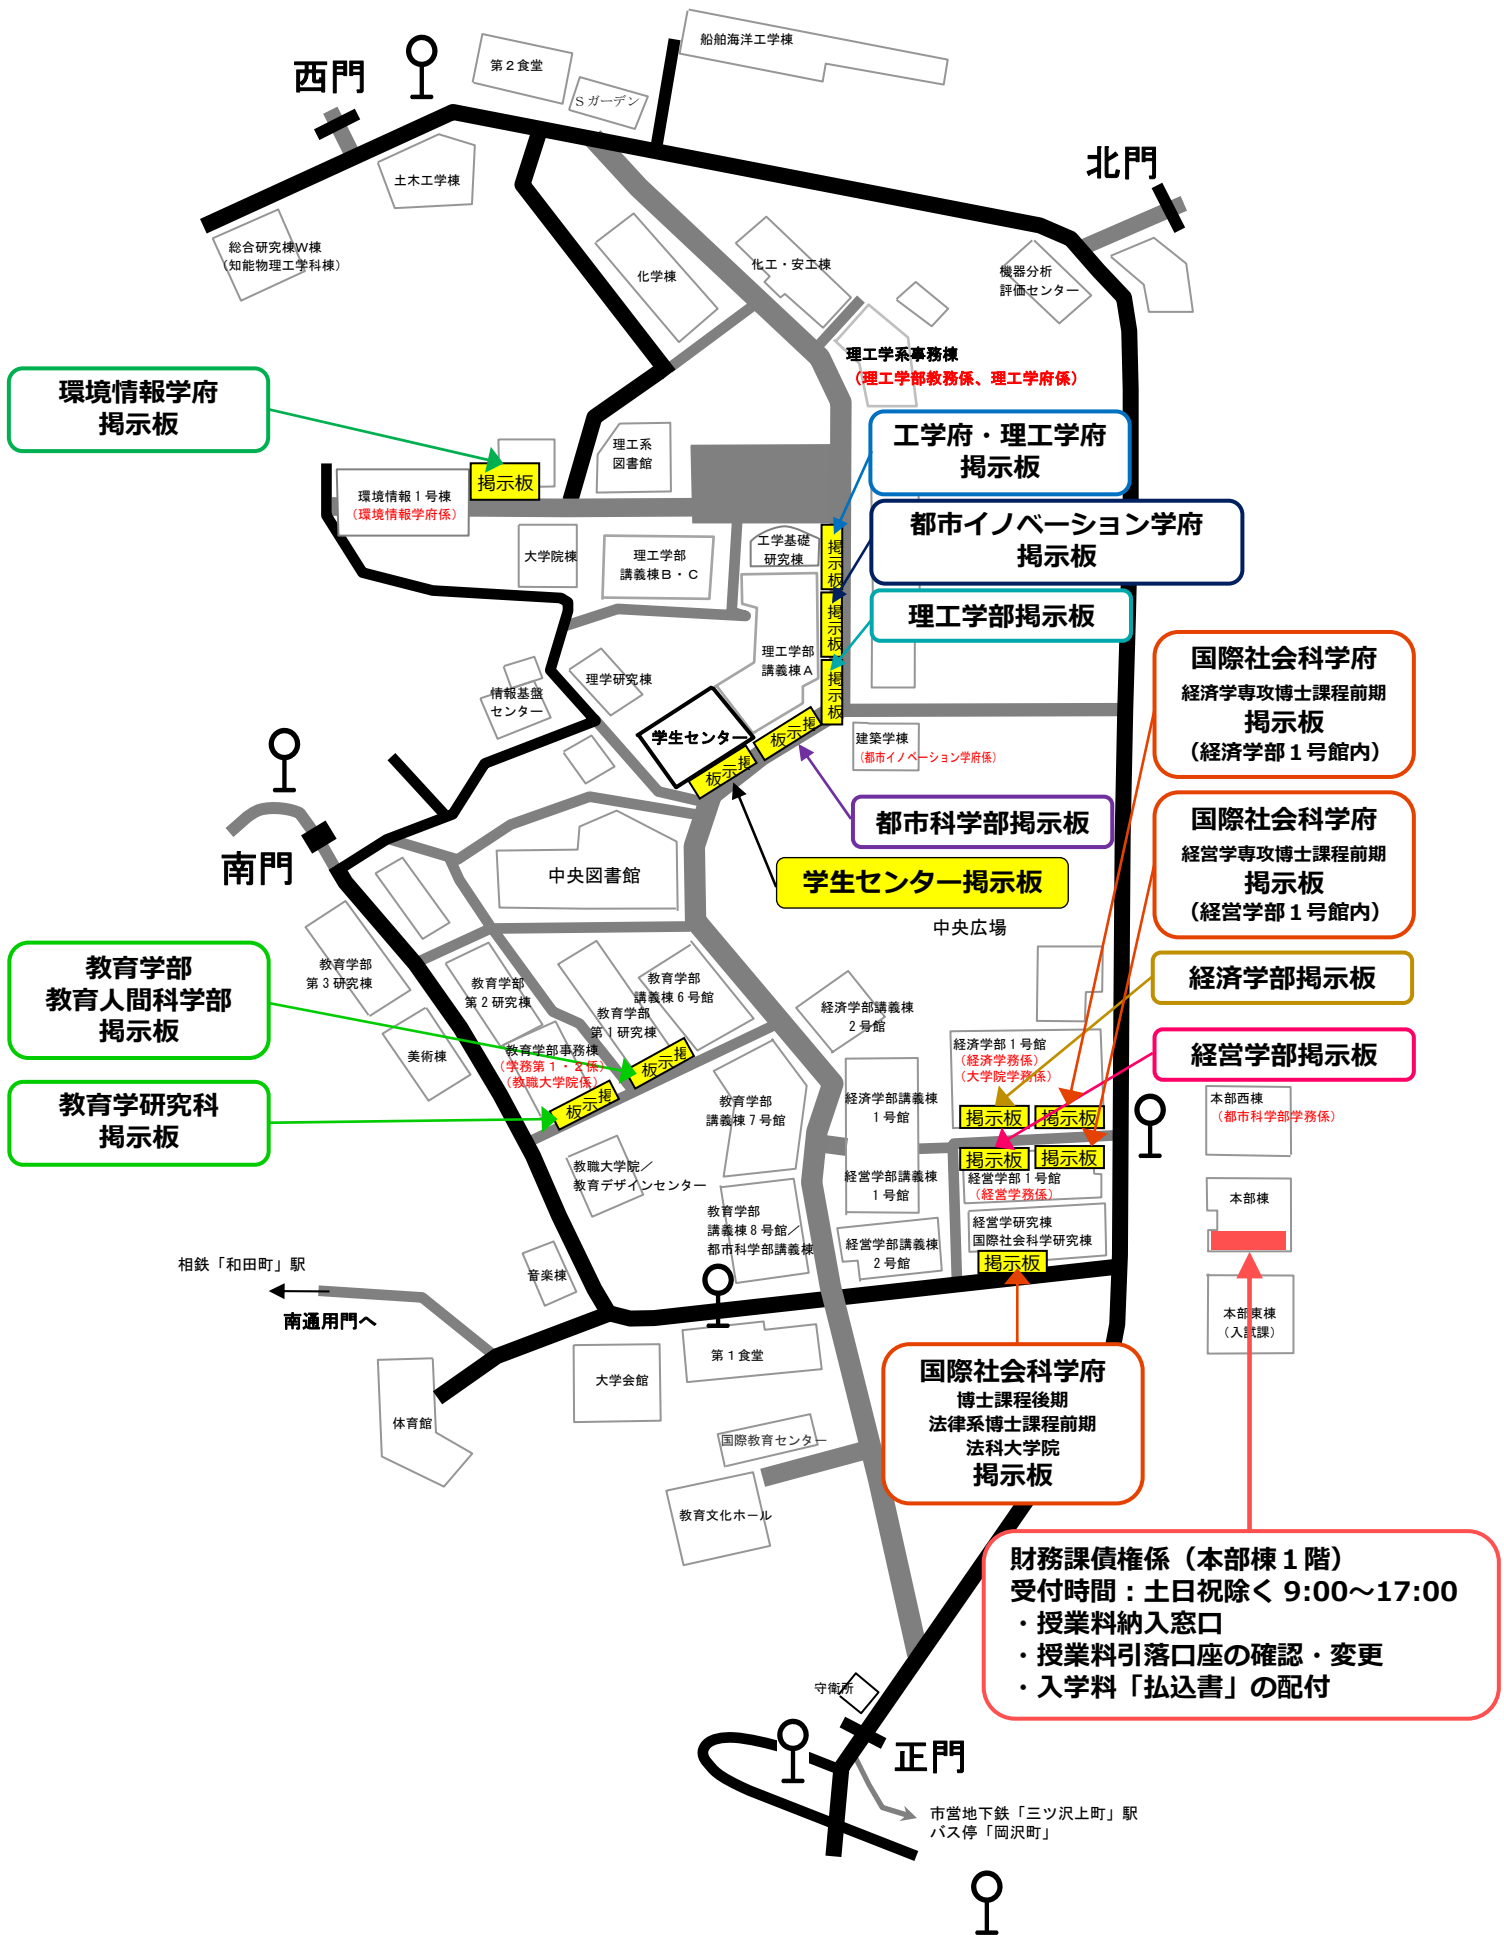 船舶海洋工学棟
第２食堂
西門
Ｓガーデン
北門
土木工学棟
総合研究棟Ｗ棟
（知能物理工学科棟）
化学棟
化工・安工棟
機器分析
評価センター
理工学系事務棟
（理工学部教務係、理工学府係）
環境情報学府
掲示板
工学府・理工学府
掲示板
理工系
図書館
掲示板
環境情報１号棟
（環境情報学府係）
都市イノベーション学府
掲示板
大学院棟
理工学部
講義棟Ｂ・Ｃ
工学基礎
研究棟
掲示板
掲示板
理工学部掲示板
理工学部
講義棟Ａ
掲示板
理学研究棟
情報基盤
センター
学生センター
掲示板
掲示板
建築学棟
（都市イノベーション学府係）
国際社会科学府
経済学専攻博士課程前期
掲示板
（経済学部１号館内）
都市科学部掲示板
国際社会科学府
経営学専攻博士課程前期
掲示板
（経営学部１号館内）
南門
中央図書館
学生センター掲示板
中央広場
教育学部
教育人間科学部
掲示板
教育学部
第３研究棟
教育学部
第２研究棟
教育学部
講義棟６号館
教育学部
第１研究棟
経済学部掲示板
経済学部講義棟
２号館
美術棟
教育学部事務棟
（学務第１・２係）
（教職大学院係）
掲示板
掲示板
経済学部１号館
（経済学務係）
（大学院学務係）
経営学部掲示板
教育学研究科
掲示板
教育学部
講義棟７号館
経済学部講義棟
１号館
掲示板
掲示板
本部西棟
（都市科学部学務係）
掲示板
掲示板
教職大学院／
教育デザインセンター
経営学部講義棟
１号館
経営学部１号館
（経営学務係）
本部棟
教育学部
講義棟８号館／
都市科学部講義棟
経営学部講義棟
２号館
経営学研究棟
国際社会科学研究棟
掲示板
相鉄「和田町」駅
南通用門へ
音楽棟
本部東棟
（入試課）
第１食堂
大学会館
体育館
国際社会科学府
博士課程後期
法律系博士課程前期
法科大学院
掲示板
国際教育センター
教育文化ホール
財務課債権係（本部棟１階）
受付時間：土日祝除く 9:00～17:00
・授業料納入窓口
・授業料引落口座の確認・変更
・入学料「払込書」の配付
守衛所
正門
市営地下鉄「三ツ沢上町」駅
バス停「岡沢町」